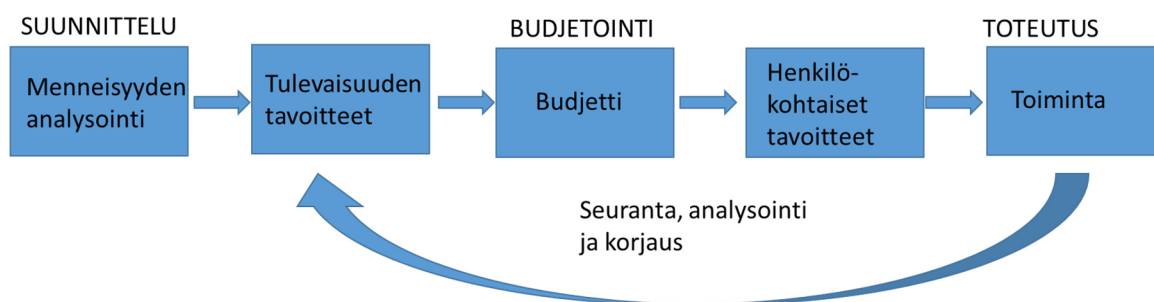 SUUNNITTELU
Menneisyyden
analysointi
Tulevaisuuden
tavoitteet
BUDJETOINTI
Budjetti
Henkilö-
kohtaiset
tavoitteet
TOTEUTUS
Toiminta
Seuranta, analysointi
ja korjaus